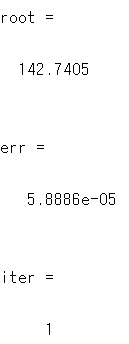 root =
142.7405
err =
5.8886e-05
iter =
1